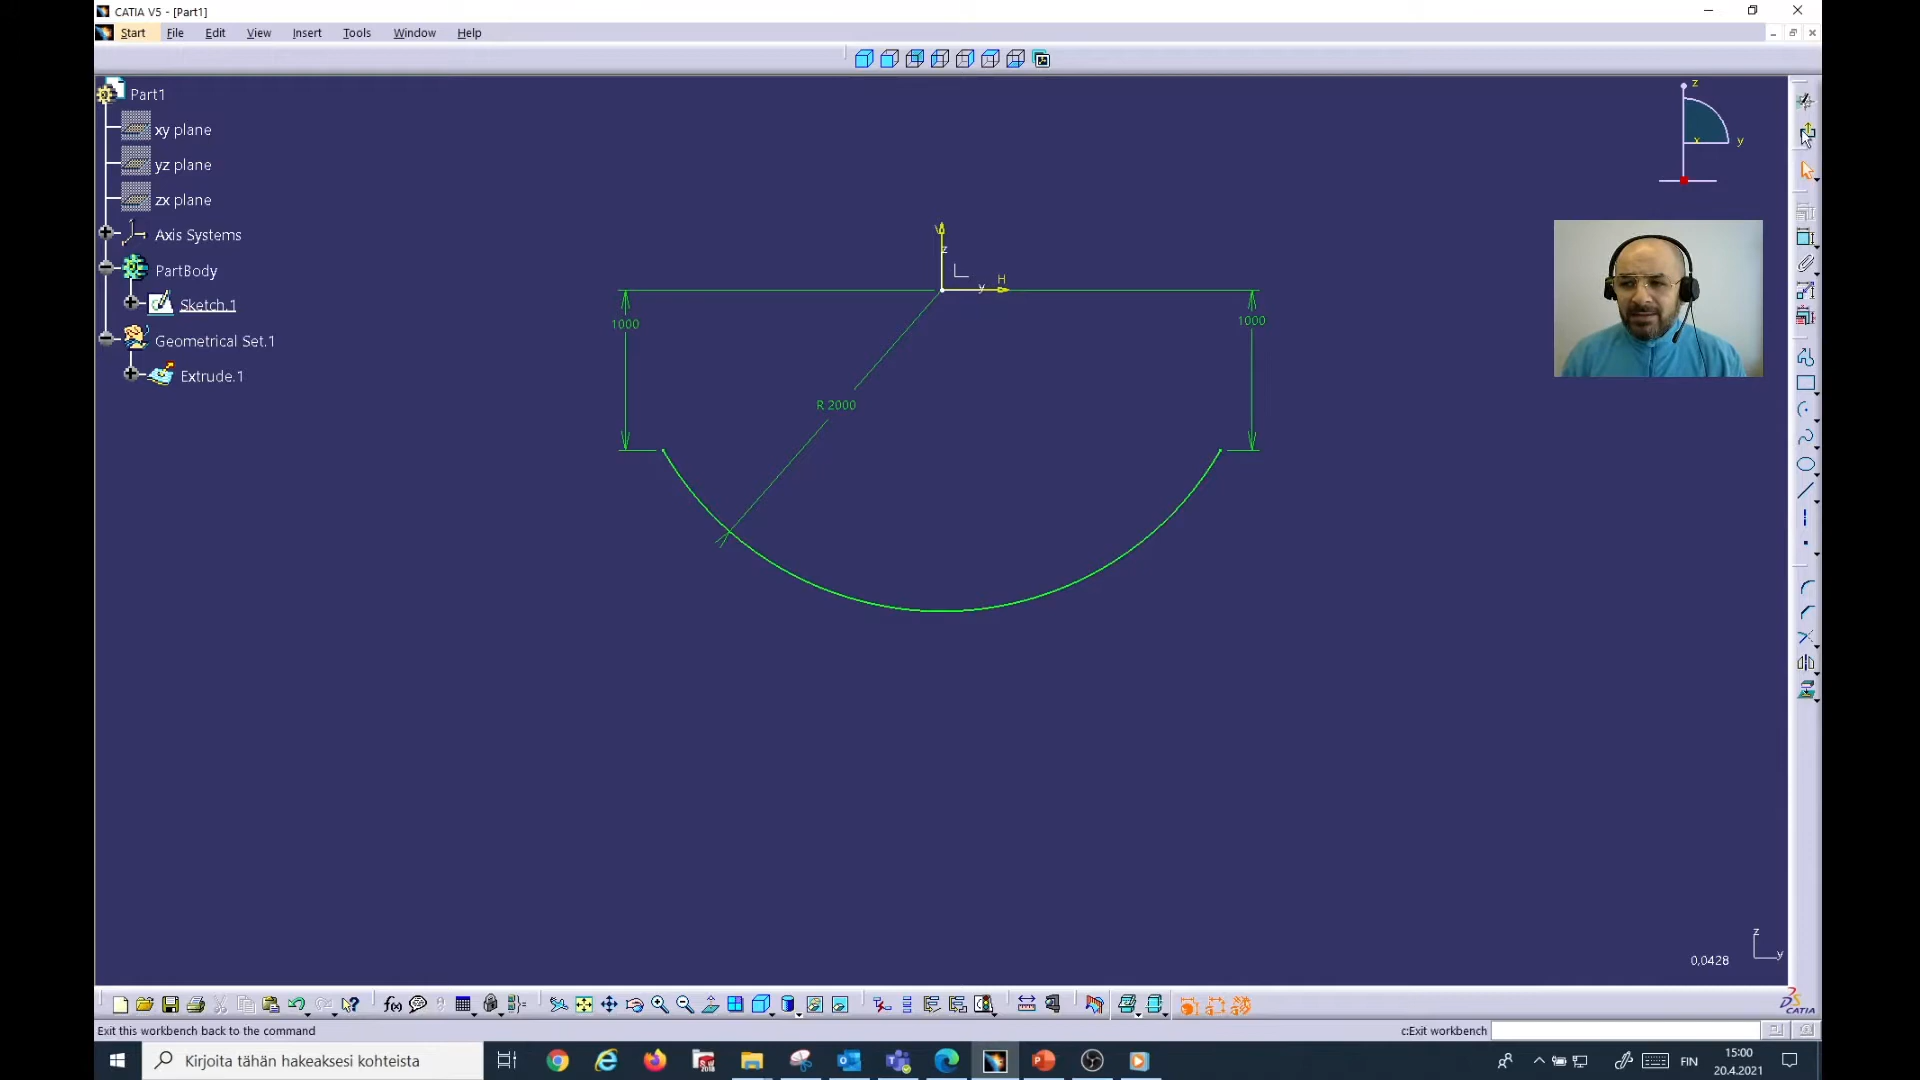 CATIA V5 - [Part1]
Start File Edit View Insert Tools Window Help
Part1
xy plane
yz plane
zx plane
Axis Systems
PartBody
Sketch.1
Geometrical Set.1
Extrude.1
z
x
y
V
z
H
y
1000
1000
R 2000
z
y
0,0428
f(x)
CATIA
Exit this workbench back to the command
c:Exit workbench
Kirjoita tähän hakeaksesi kohteista
FIN
15:00
20.4.2021